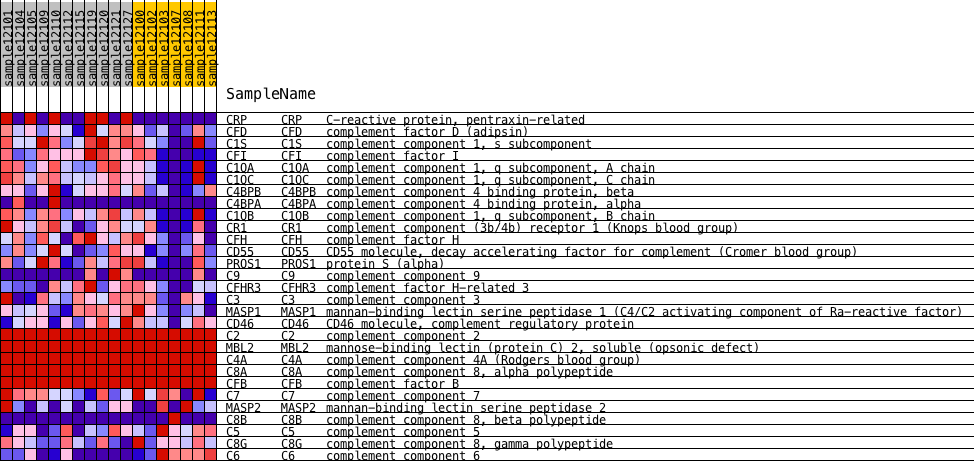 sample12101
sample12104
sample12105
sample12109
sample12110
sample12112
sample12115
sample12119
sample12120
sample12121
sample12127
sample12100
sample12102
sample12103
sample12107
sample12108
sample12111
sample12113
SampleName
CRP CRP C-reactive protein, pentraxin-related
CFD CFD complement factor D (adipsin)
C1S C1S complement component 1, s subcomponent
CFI CFI complement factor I
C1QA C1QA complement component 1, q subcomponent, A chain
C1QC C1QC complement component 1, q subcomponent, C chain
C4BPB C4BPB complement component 4 binding protein, beta
C4BPA C4BPA complement component 4 binding protein, alpha
C1QB C1QB complement component 1, q subcomponent, B chain
CR1 CR1 complement component (3b/4b) receptor 1 (Knops blood group)
CFH CFH complement factor H
CD55 CD55 CD55 molecule, decay accelerating factor for complement (Cromer blood group)
PROS1 PROS1 protein S (alpha)
C9 C9 complement component 9
CFHR3 CFHR3 complement factor H-related 3
C3 C3 complement component 3
MASP1 MASP1 mannan-binding lectin serine peptidase 1 (C4/C2 activating component of Ra-reactive factor)
CD46 CD46 CD46 molecule, complement regulatory protein
C2 C2 complement component 2
MBL2 MBL2 mannose-binding lectin (protein C) 2, soluble (opsonic defect)
C4A C4A complement component 4A (Rodgers blood group)
C8A C8A complement component 8, alpha polypeptide
CFB CFB complement factor B
C7 C7 complement component 7
MASP2 MASP2 mannan-binding lectin serine peptidase 2
C8B C8B complement component 8, beta polypeptide
C5 C5 complement component 5
C8G C8G complement component 8, gamma polypeptide
C6 C6 complement component 6